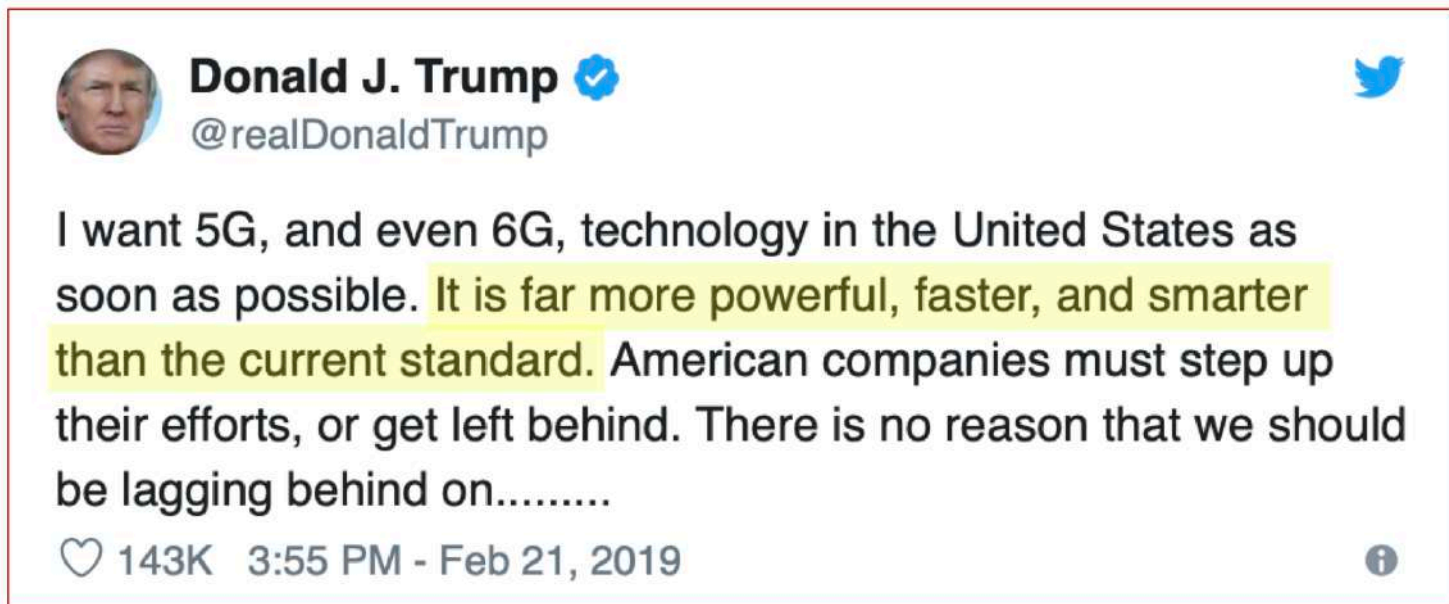 Donald J. Trump
@realDonaldTrump
I want 5G, and even 6G, technology in the United States as
soon as possible. It is far more powerful, faster, and smarter
than the current standard. American companies must step up
their efforts, or get left behind. There is no reason that we should
be lagging behind on.........
143K 3:55 PM - Feb 21, 2019